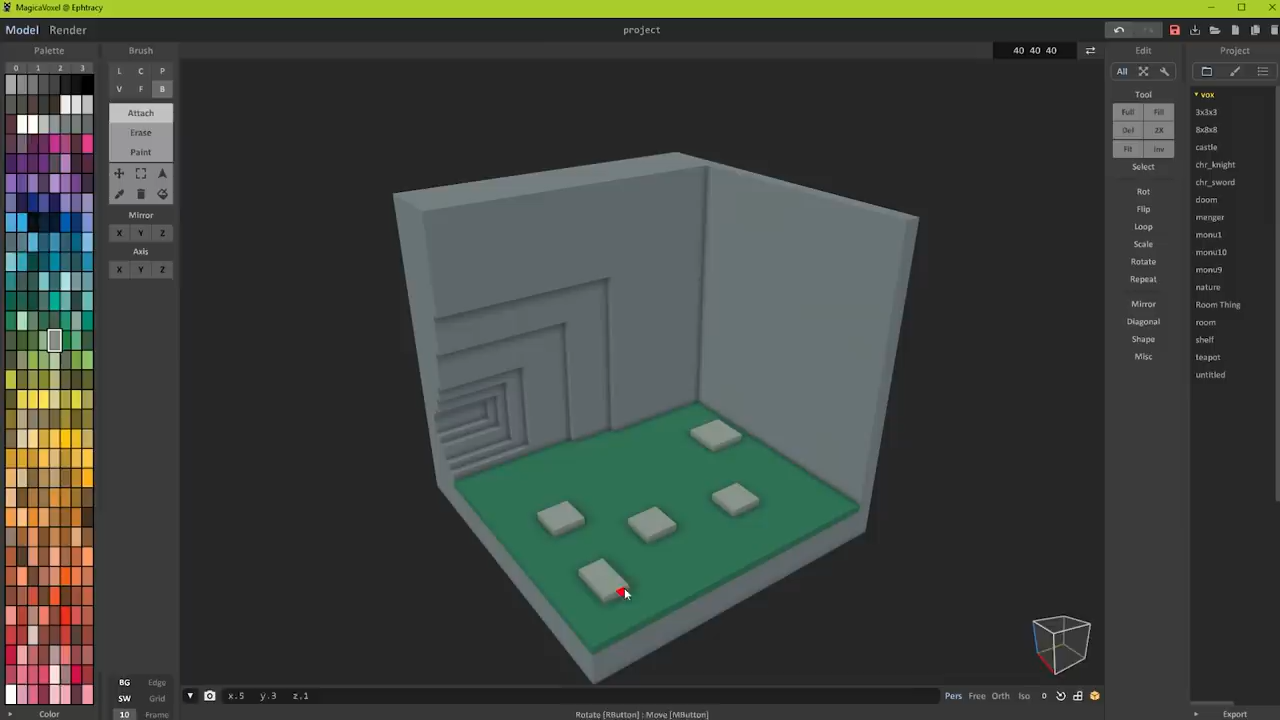 MagicaVoxel @ Ephtracy
Model Render
project
Palette
0 1 2 3
Brush
L C P
V F B
Attach
Erase
Paint
Mirror
X Y Z
Axis
X Y Z
40 40 40
Edit
All
Tool
Full Fill
Del 2X
Fit Inv
Select
Rot
Flip
Loop
Scale
Rotate
Repeat
Mirror
Diagonal
Shape
Misc
Project
vox
3x3x3
8x8x8
castle
chr_knight
chr_sword
doom
menger
monu1
monu10
monu9
nature
Room Thing
room
shelf
teapot
untitled
BG Edge
SW Grid
10 Frame
Color
x.5 y.3 z.1
Pers Free Orth Iso 0
Rotate [RButton] : Move [MButton]
Export